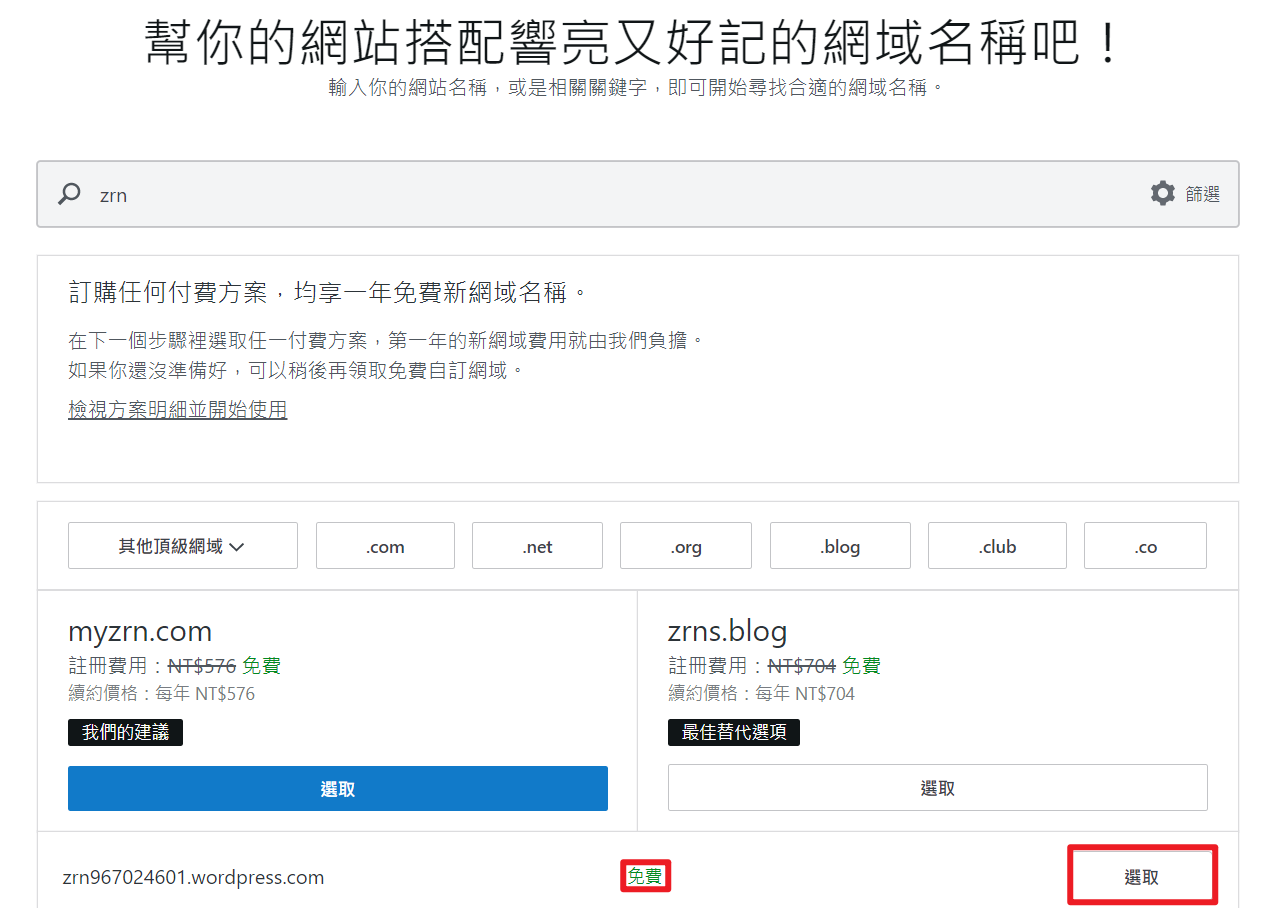 幫你的網站搭配響亮又好記的網域名稱吧！
輸入你的網站名稱，或是相關關鍵字，即可開始尋找合適的網域名稱。
zrn
篩選
訂購任何付費方案，均享一年免費新網域名稱。
在下一個步驟裡選取任一付費方案，第一年的新網域費用就由我們負擔。
如果你還沒準備好，可以稍後再領取免費自訂網域。
檢視方案明細並開始使用
其他頂級網域
.com
.net
.org
.blog
.club
.co
myzrn.com
註冊費用：NT$576 免費
續約價格：每年 NT$576
我們的建議
選取
zrns.blog
註冊費用：NT$704 免費
續約價格：每年 NT$704
最佳替代選項
選取
zrn967024601.wordpress.com
免費
選取